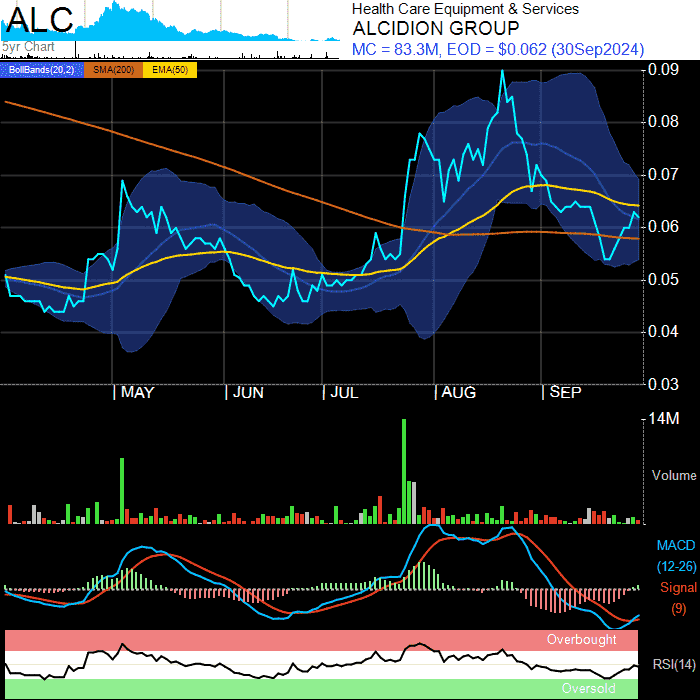 ALC
5yr Chart
Health Care Equipment & Services
ALCIDION GROUP
MC = 83.3M, EOD = $0.062 (30Sep2024)
BollBands(20,2) SMA(200) EMA(50)
0.09
0.08
0.07
0.06
0.05
0.04
0.03
MAY JUN JUL AUG SEP
14M
Volume
MACD
(12-26)
Signal
(9)
Overbought
RSI(14)
Oversold